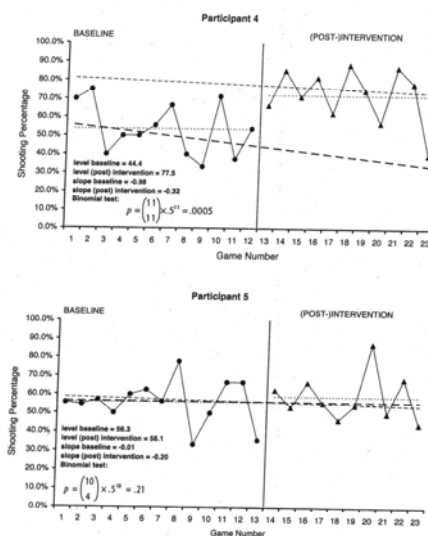 Participant 4
BASELINE
(POST-)INTERVENTION
100.0%
90.0%
80.0%
70.0%
60.0%
50.0%
40.0%
30.0%
20.0%
10.0%
0.0%
Shooting Percentage
level baseline = 44.4
level (post) intervention = 77.5
slope baseline = -0.98
slope (post) intervention = -0.32
Binomial test:
p = (11 11) × .5¹¹ = .0005
1 2 3 4 5 6 7 8 9 10 11 12 13 14 15 16 17 18 19 20 21 22 23
Game Number
Participant 5
BASELINE
(POST-)INTERVENTION
100.0%
90.0%
80.0%
70.0%
60.0%
50.0%
40.0%
30.0%
20.0%
10.0%
0.0%
Shooting Percentage
level baseline = 56.3
level (post) intervention = 56.1
slope baseline = -0.01
slope (post) intervention = -0.20
Binomial test:
p = (10 4) × .5¹⁰ = .21
1 2 3 4 5 6 7 8 9 10 11 12 13 14 15 16 17 18 19 20 21 22 23
Game Number